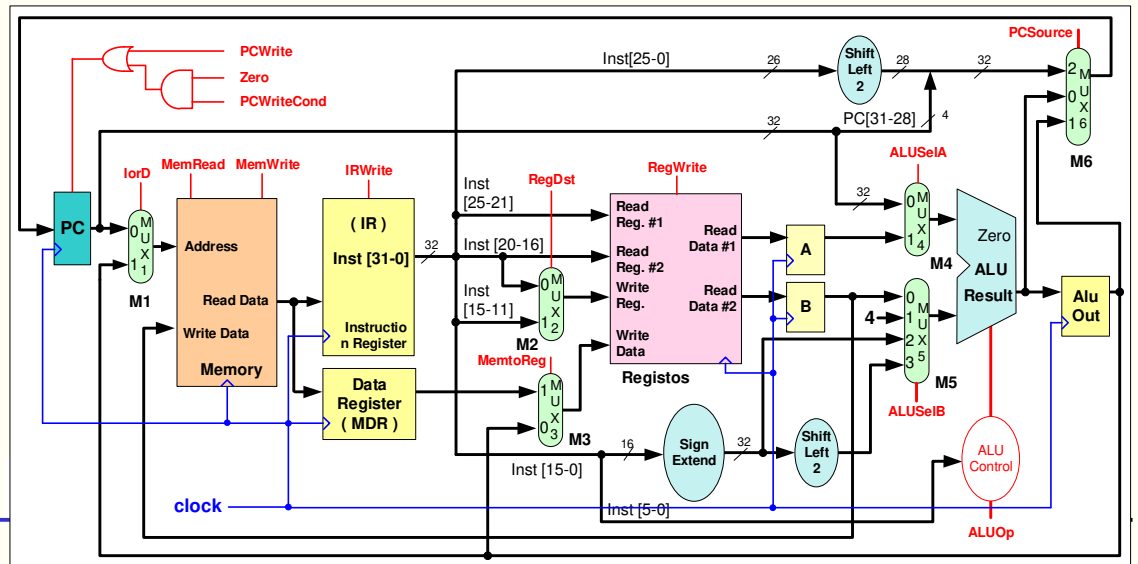 PCWrite
Zero
PCWriteCond
Inst[25-0]
26
Shift
Left
2
28
32
PCSource
2
0
1
M
U
X
6
M6
PC[31-28]
4
32
IorD
MemRead
MemWrite
IRWrite
RegDst
RegWrite
ALUSelA
PC
0
1
M
U
X
1
M1
Address
Read Data
Write Data
Memory
( IR )
Inst [31-0]
Instructio
n Register
32
Data
Register
( MDR )
Inst
[25-21]
Inst [20-16]
Inst
[15-11]
0
1
M
U
X
2
M2
MemtoReg
1
0
M
U
X
3
M3
Read
Reg. #1
Read
Reg. #2
Write
Reg.
Write
Data
Read
Data #1
Read
Data #2
Registos
A
B
32
0
1
M
U
X
4
M4
4
0
1
2
3
M
U
X
5
M5
ALUSelB
Zero
ALU
Result
Alu
Out
Inst [15-0]
16
Sign
Extend
32
Shift
Left
2
ALU
Control
ALUOp
clock
Inst [5-0]